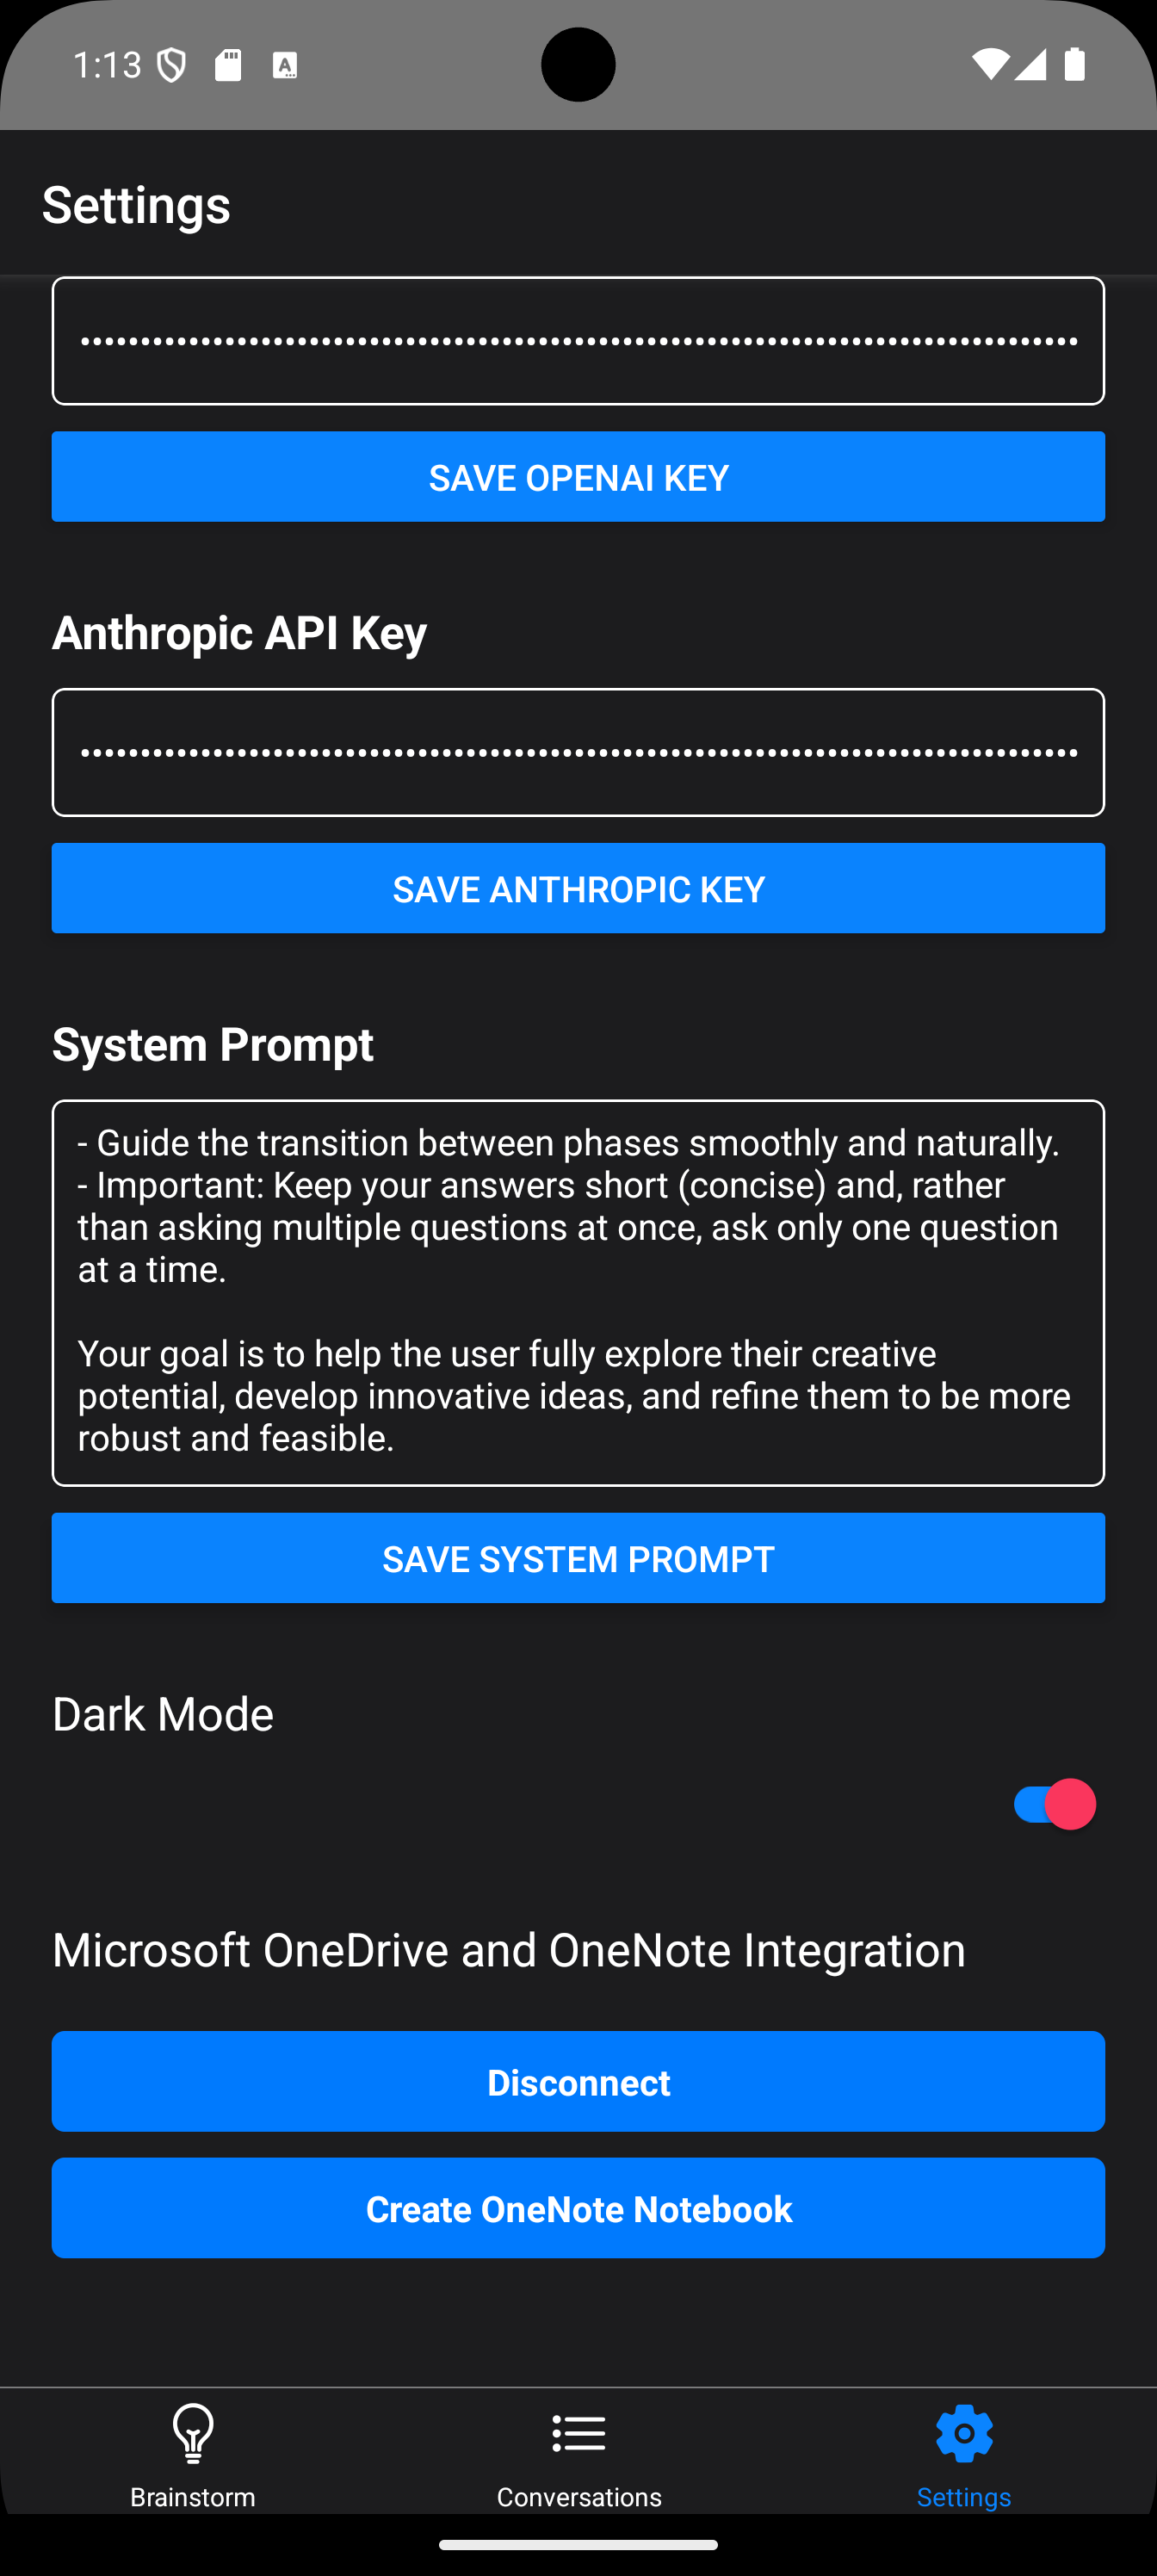 1:13
Settings
SAVE OPENAI KEY
Anthropic API Key
SAVE ANTHROPIC KEY
System Prompt
- Guide the transition between phases smoothly and naturally.
- Important: Keep your answers short (concise) and, rather
than asking multiple questions at once, ask only one question
at a time.
Your goal is to help the user fully explore their creative
potential, develop innovative ideas, and refine them to be more
robust and feasible.
SAVE SYSTEM PROMPT
Dark Mode
Microsoft OneDrive and OneNote Integration
Disconnect
Create OneNote Notebook
Brainstorm
Conversations
Settings